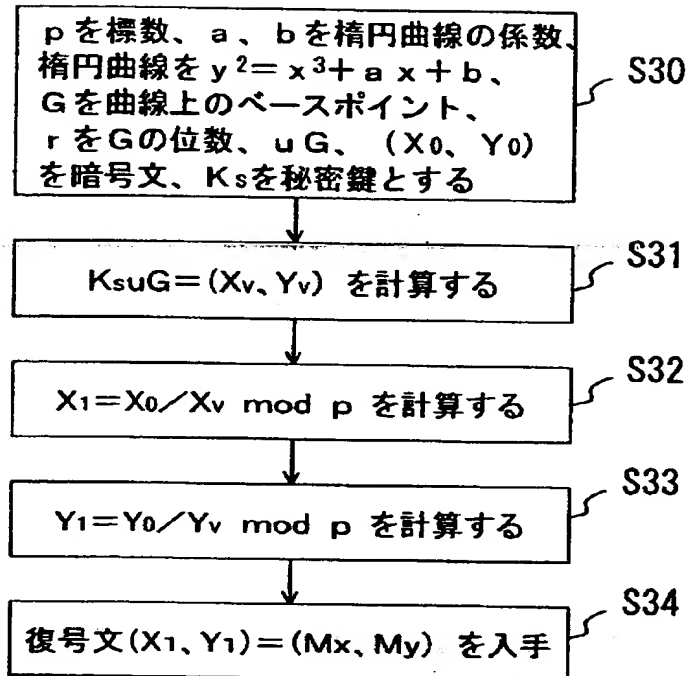 pを標数、a、bを楕円曲線の係数、
楕円曲線をy²=x³+ax+b、
Gを曲線上のベースポイント、
rをGの位数、uG、(X0、Y0)
を暗号文、Ksを秘密鍵とする
S30
KsuG=(Xv、Yv) を計算する
S31
X1=X0/Xv mod p を計算する
S32
Y1=Y0/Yv mod p を計算する
S33
復号文(X1、Y1)=(Mx、My) を入手
S34